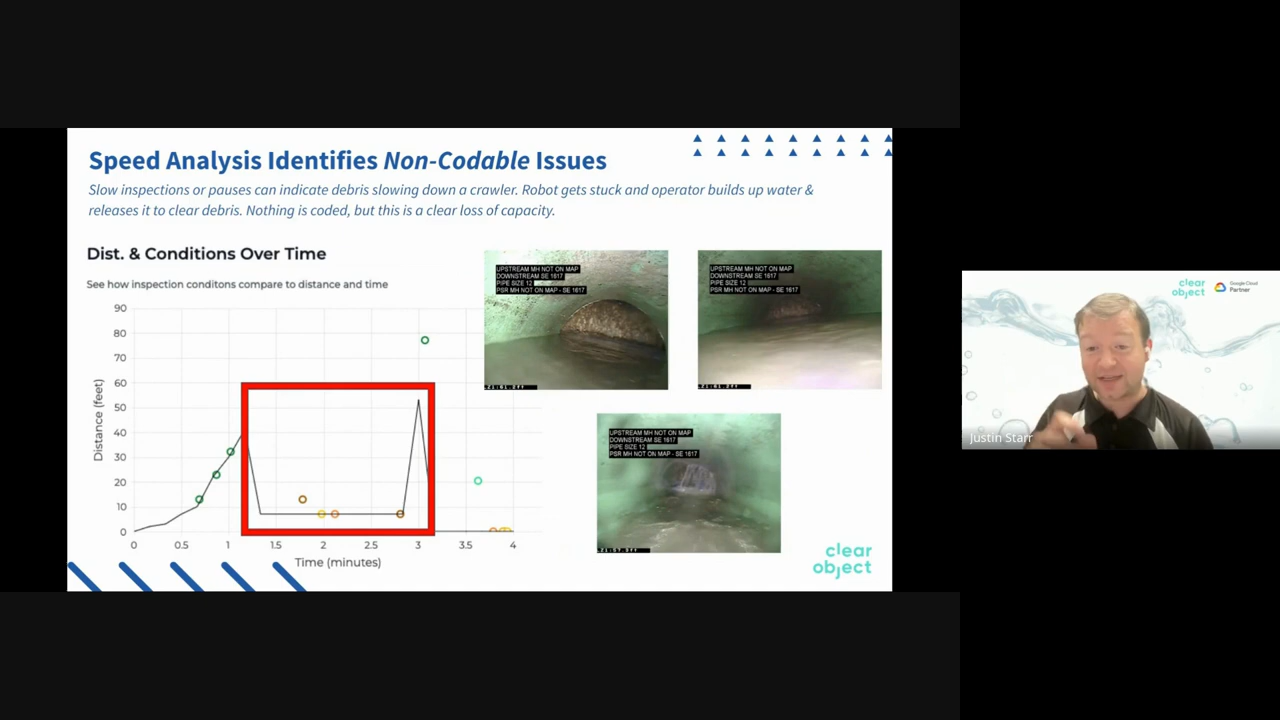 Speed Analysis Identifies Non-Codable Issues
Slow inspections or pauses can indicate debris slowing down a crawler. Robot gets stuck and operator builds up water &
releases it to clear debris. Nothing is coded, but this is a clear loss of capacity.
Dist. & Conditions Over Time
See how inspection conditons compare to distance and time
90
80
70
60
50
40
30
20
10
0
Distance (feet)
0 0.5 1 1.5 2 2.5 3 3.5 4
Time (minutes)
UPSTREAM MH NOT ON MAP
DOWNSTREAM SE 1617
PIPE SIZE 12
PSR MH NOT ON MAP - SE 1617
UPSTREAM MH NOT ON MAP
DOWNSTREAM SE 1617
PIPE SIZE 12
PSR MH NOT ON MAP - SE 1617
UPSTREAM MH NOT ON MAP
DOWNSTREAM SE 1617
PIPE SIZE 12
PSR MH NOT ON MAP - SE 1617
clear
object
clear
object
Google Cloud
Partner
Justin Starr